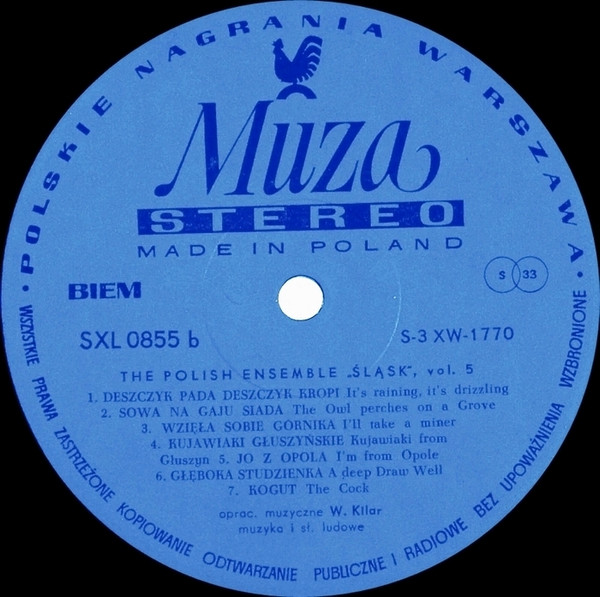 • POLSKIE NAGRANIA WARSZAWA •
Muza
STEREO
MADE IN POLAND
BIEM
S 33
SXL 0855 b
S-3 XW-1770
THE POLISH ENSEMBLE „ŚLĄSK", vol. 5
1. DESZCZYK PADA DESZCZYK KROPI It's raining, it's drizzling
2. SOWA NA GAJU SIADA The Owl perches on a Grove
3. WZIĘŁA SOBIE GÓRNIKA I'll take a miner
4. KUJAWIAKI GŁUSZYŃSKIE Kujawiaki from
Głuszyn 5. JO Z OPOLA I'm from Opole
6. GŁĘBOKA STUDZIENKA A deep Draw Well
7. KOGUT The Cock
oprac. muzyczne W. Kilar
muzyka i sł. ludowe
WSZYSTKIE PRAWA ZASTRZEŻONE KOPIOWANIE ODTWARZANIE PUBLICZNE I RADIOWE BEZ UPOWAŻNIENIA WZBRONIONE